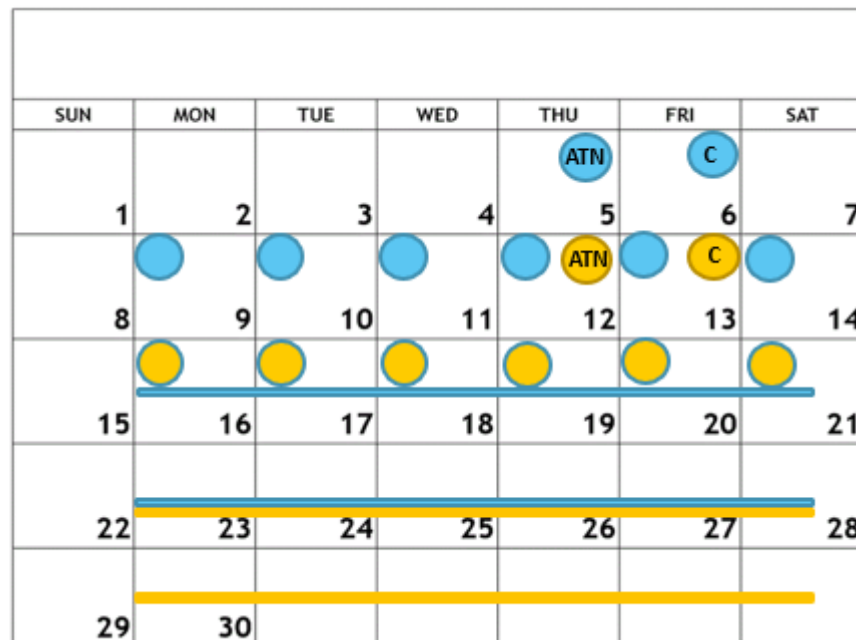 SUN MON TUE WED THU FRI SAT
ATN C
1 2 3 4 5 6 7
ATN C
8 9 10 11 12 13 14
15 16 17 18 19 20 21
22 23 24 25 26 27 28
29 30